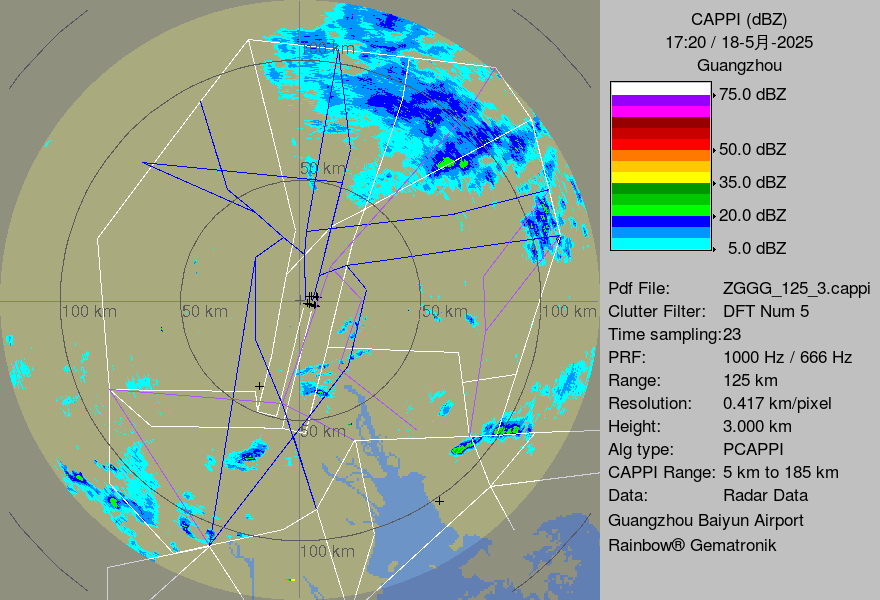 CAPPI (dBZ)
17:20 / 18-5月-2025
Guangzhou
75.0 dBZ
50.0 dBZ
35.0 dBZ
20.0 dBZ
5.0 dBZ
Pdf File: ZGGG_125_3.cappi
Clutter Filter: DFT Num 5
Time sampling:23
PRF: 1000 Hz / 666 Hz
Range: 125 km
Resolution: 0.417 km/pixel
Height: 3.000 km
Alg type: PCAPPI
CAPPI Range: 5 km to 185 km
Data: Radar Data
Guangzhou Baiyun Airport
Rainbow® Gematronik
100 km
50 km
100 km
50 km
50 km
100 km
50 km
100 km